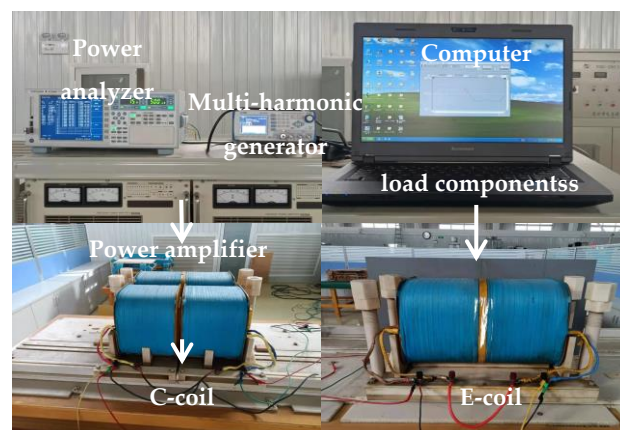 Power
analyzer
Multi-harmonic
generator
Computer
load componentss
Power amplifier
C-coil
E-coil